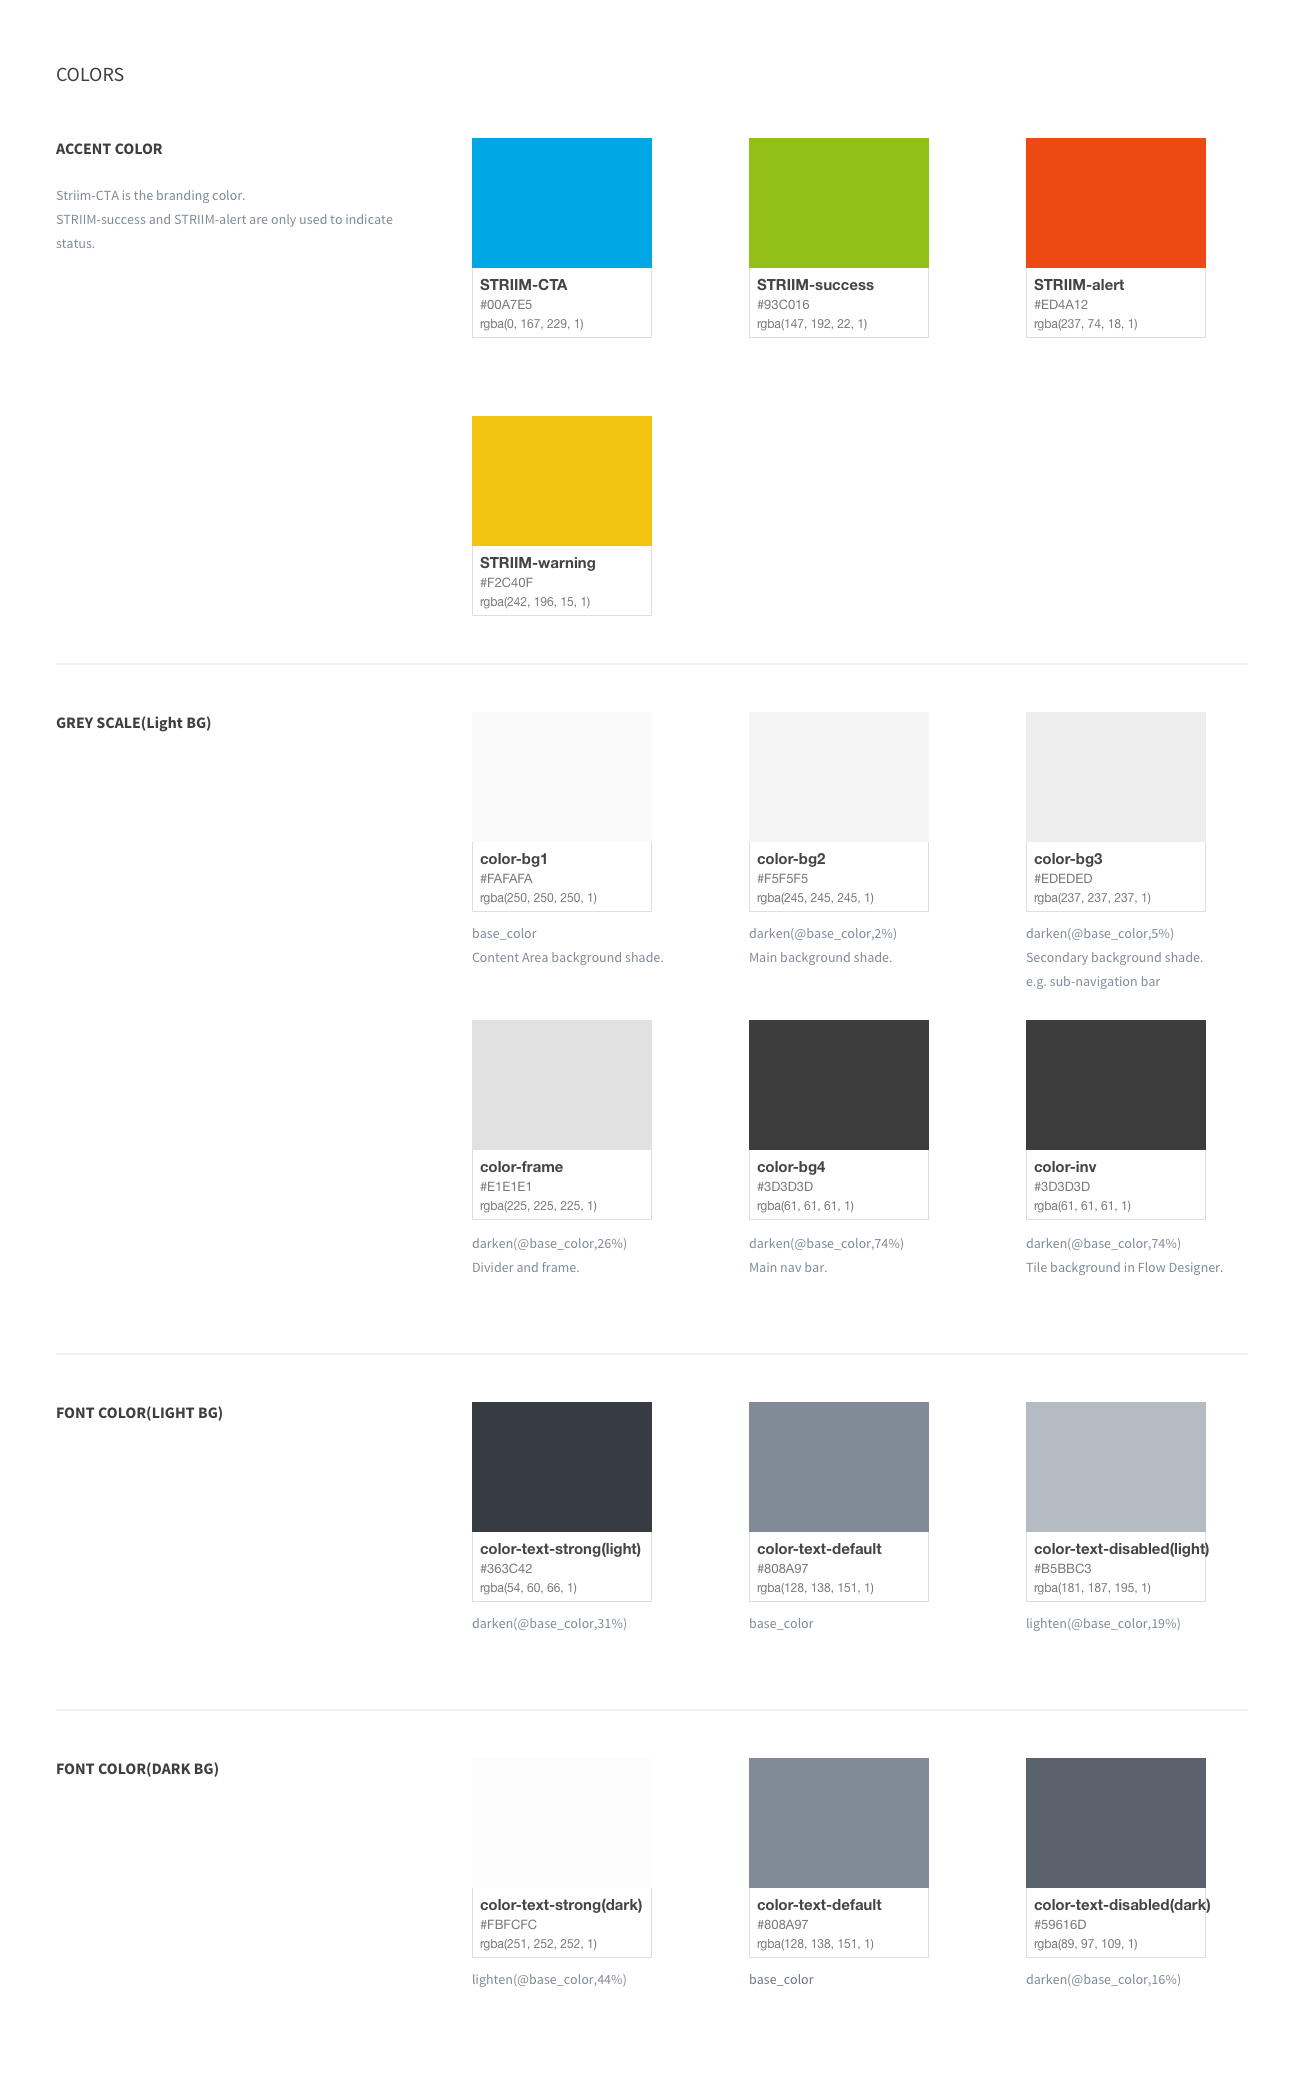 COLORS
ACCENT COLOR
Striim-CTA is the branding color.
STRIIM-success and STRIIM-alert are only used to indicate
status.
STRIIM-CTA
#00A7E5
rgba(0, 167, 229, 1)
STRIIM-success
#93C016
rgba(147, 192, 22, 1)
STRIIM-alert
#ED4A12
rgba(237, 74, 18, 1)
STRIIM-warning
#F2C40F
rgba(242, 196, 15, 1)
GREY SCALE(Light BG)
color-bg1
#FAFAFA
rgba(250, 250, 250, 1)
base_color
Content Area background shade.
color-bg2
#F5F5F5
rgba(245, 245, 245, 1)
darken(@base_color,2%)
Main background shade.
color-bg3
#EDEDED
rgba(237, 237, 237, 1)
darken(@base_color,5%)
Secondary background shade.
e.g. sub-navigation bar
color-frame
#E1E1E1
rgba(225, 225, 225, 1)
darken(@base_color,26%)
Divider and frame.
color-bg4
#3D3D3D
rgba(61, 61, 61, 1)
darken(@base_color,74%)
Main nav bar.
color-inv
#3D3D3D
rgba(61, 61, 61, 1)
darken(@base_color,74%)
Tile background in Flow Designer.
FONT COLOR(LIGHT BG)
color-text-strong(light)
#363C42
rgba(54, 60, 66, 1)
darken(@base_color,31%)
color-text-default
#808A97
rgba(128, 138, 151, 1)
base_color
color-text-disabled(light)
#B5BBC3
rgba(181, 187, 195, 1)
lighten(@base_color,19%)
FONT COLOR(DARK BG)
color-text-strong(dark)
#FBFCFC
rgba(251, 252, 252, 1)
lighten(@base_color,44%)
color-text-default
#808A97
rgba(128, 138, 151, 1)
base_color
color-text-disabled(dark)
#59616D
rgba(89, 97, 109, 1)
darken(@base_color,16%)